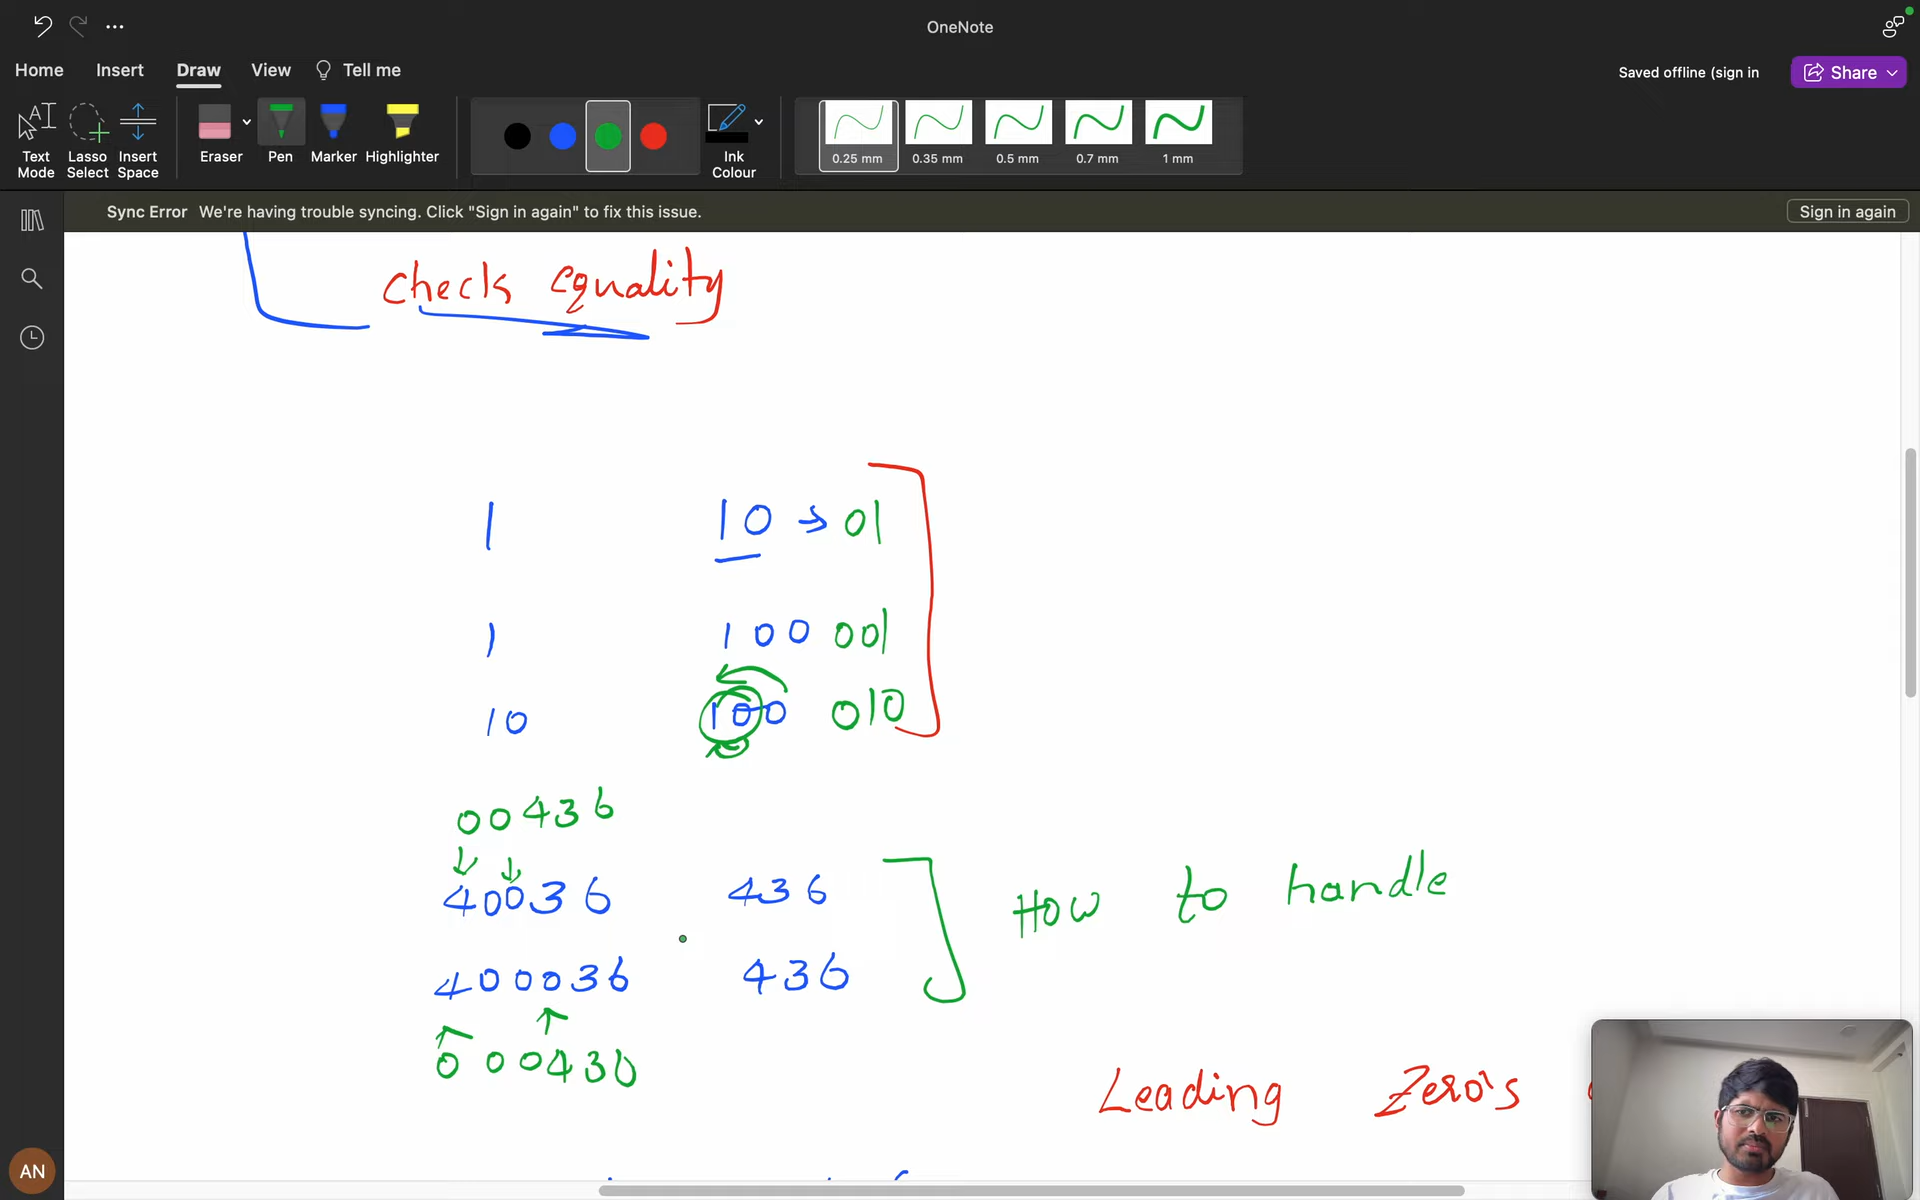 OneNote
Home Insert Draw View Tell me
Saved offline (sign in
Share
Text Mode
Lasso Select
Insert Space
Eraser
Pen
Marker
Highlighter
Ink Colour
0.25 mm
0.35 mm
0.5 mm
0.7 mm
1 mm
Sync Error We're having trouble syncing. Click "Sign in again" to fix this issue.
Sign in again
Check equality
1 10 → 01
1 100 001
10 100 010
00436
40036 436
How to handle
400036 436
000436
Leading Zero's
AN